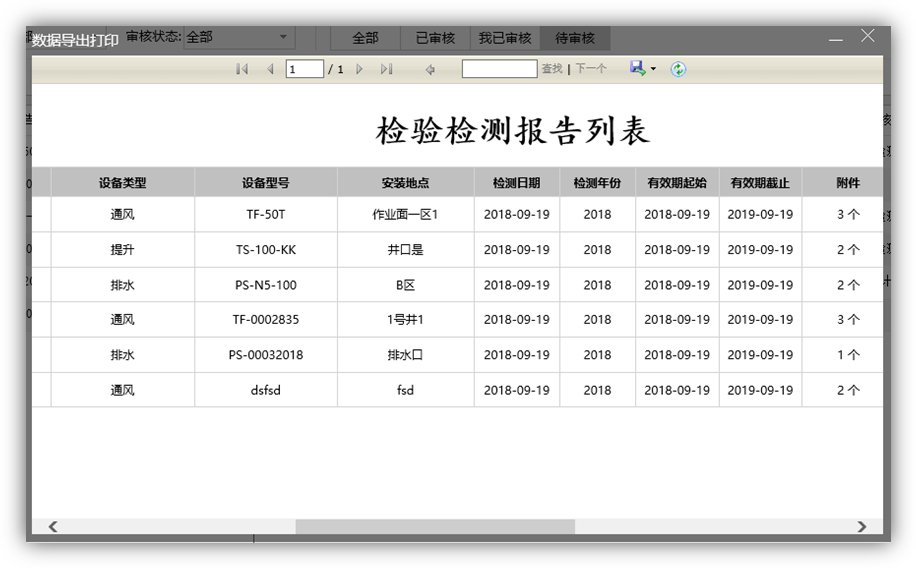 数据导出打印 审核状态: 全部 全部 已审核 我已审核 待审核
1 / 1 查找 | 下一个
检验检测报告列表
设备类型 设备型号 安装地点 检测日期 检测年份 有效期起始 有效期截止 附件
通风 TF-50T 作业面一区1 2018-09-19 2018 2018-09-19 2019-09-19 3 个
提升 TS-100-KK 井口是 2018-09-19 2018 2018-09-19 2019-09-19 2 个
排水 PS-N5-100 B区 2018-09-19 2018 2018-09-19 2019-09-19 2 个
通风 TF-0002835 1号井1 2018-09-19 2018 2018-09-19 2019-09-19 3 个
排水 PS-00032018 排水口 2018-09-19 2018 2018-09-19 2019-09-19 1 个
通风 dsfsd fsd 2018-09-19 2018 2018-09-19 2019-09-19 2 个